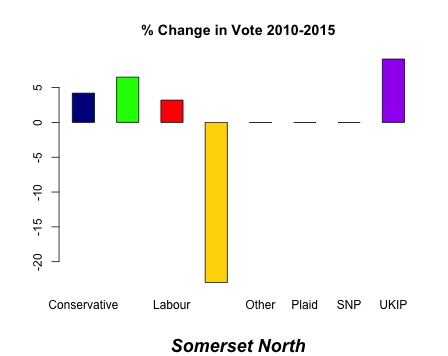 % Change in Vote 2010-2015
5
0
-5
-10
-15
-20
Conservative Labour Other Plaid SNP UKIP
Somerset North